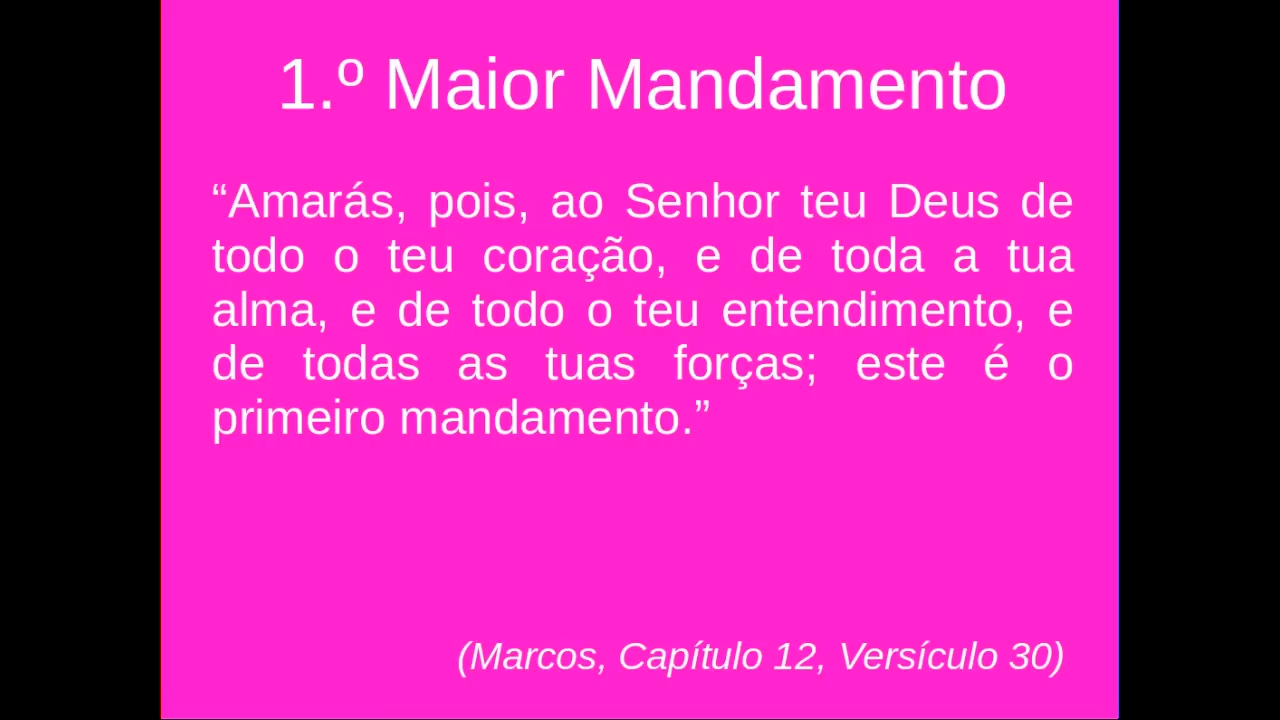 1.º Maior Mandamento
“Amarás, pois, ao Senhor teu Deus de
todo o teu coração, e de toda a tua
alma, e de todo o teu entendimento, e
de todas as tuas forças; este é o
primeiro mandamento.”
(Marcos, Capítulo 12, Versículo 30)